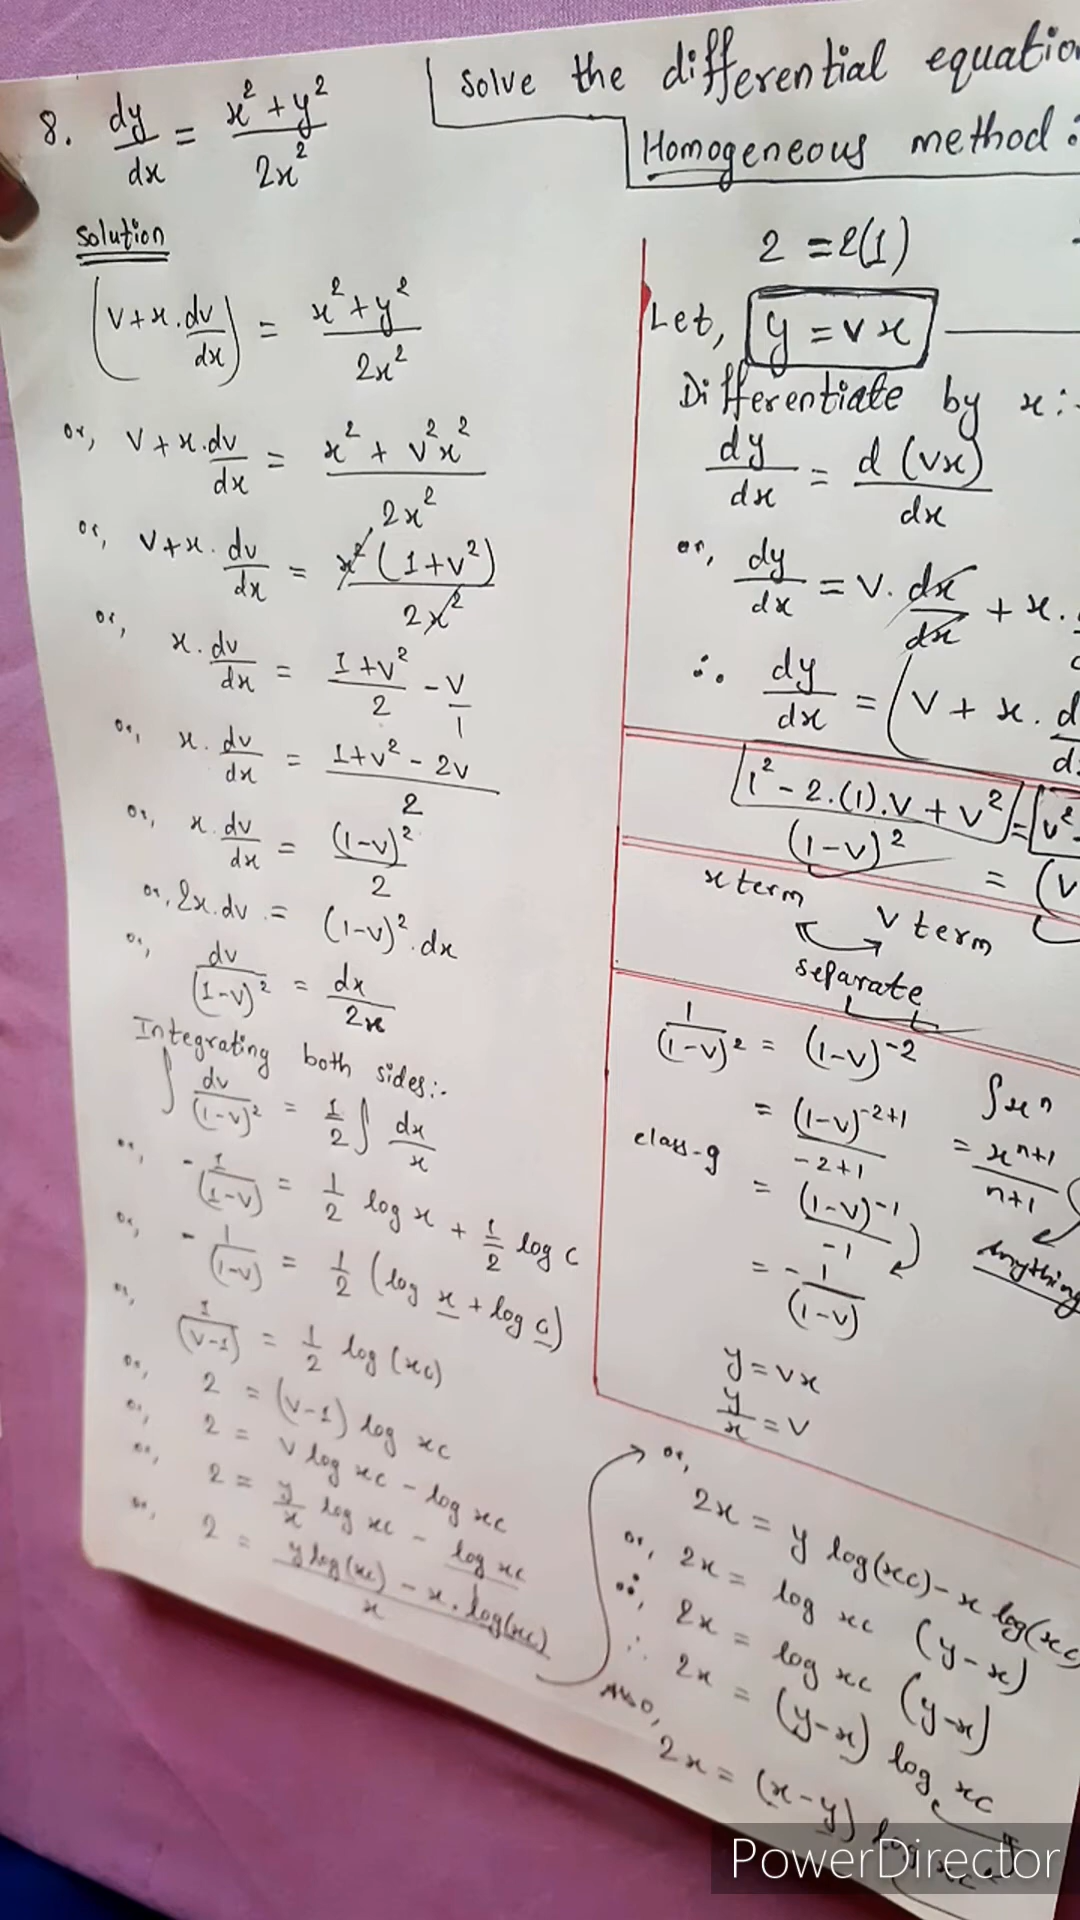 Solve the differential equation
Homogeneous method:
8. dy/dx = x² + y² / 2x²
Solution
(v + x. dv/dx) = x² + y² / 2x²
or, v + x. dv/dx = x² + v²x² / 2x²
or, v + x. dv/dx = x² (1 + v²) / 2x²
or, x. dv/dx = 1 + v² / 2 - v/1
or, x. dv/dx = 1 + v² - 2v / 2
or, x. dv/dx = (1-v)² / 2
or, 2x. dv = (1-v)². dx
or, dv/(1-v)² = dx/2x
Integrating both sides:-
∫ dv/(1-v)² = 1/2 ∫ dx/x
or, - 1/(1-v) = 1/2 log x + 1/2 log c
or, - 1/(1-v) = 1/2 (log x + log c)
or, 1/(v-1) = 1/2 log (xc)
or, 2 = (v-1) log xc
or, 2 = v log xc - log xc
or, 2 = y/x log xc - log xc
or, 2 = y log(xc) - x. log(xc) / x
2 = 2(1)
Let, y = vx
Differentiate by x:-
dy/dx = d (vx)/dx
or, dy/dx = v. dx/dx + x.
∴ dy/dx = (v + x. d
1² - 2.(1).v + v² = v²
(1-v)² = (v
x term v term
separate
1/(1-v)² = (1-v)⁻²
= (1-v)⁻²⁺¹ / -2+1
class-9
= (1-v)⁻¹ / -1
= - 1/(1-v)
∫xⁿ
= xⁿ⁺¹ / n+1
Anything
y = vx
y/x = v
or, 2x = y log(xc) - x log(xc)
or, 2x = log xc (y-x)
∴, 2x = log xc (y-x)
∴ 2x = (y-x) log xc
Also, 2x = (x-y) log xc
PowerDirector